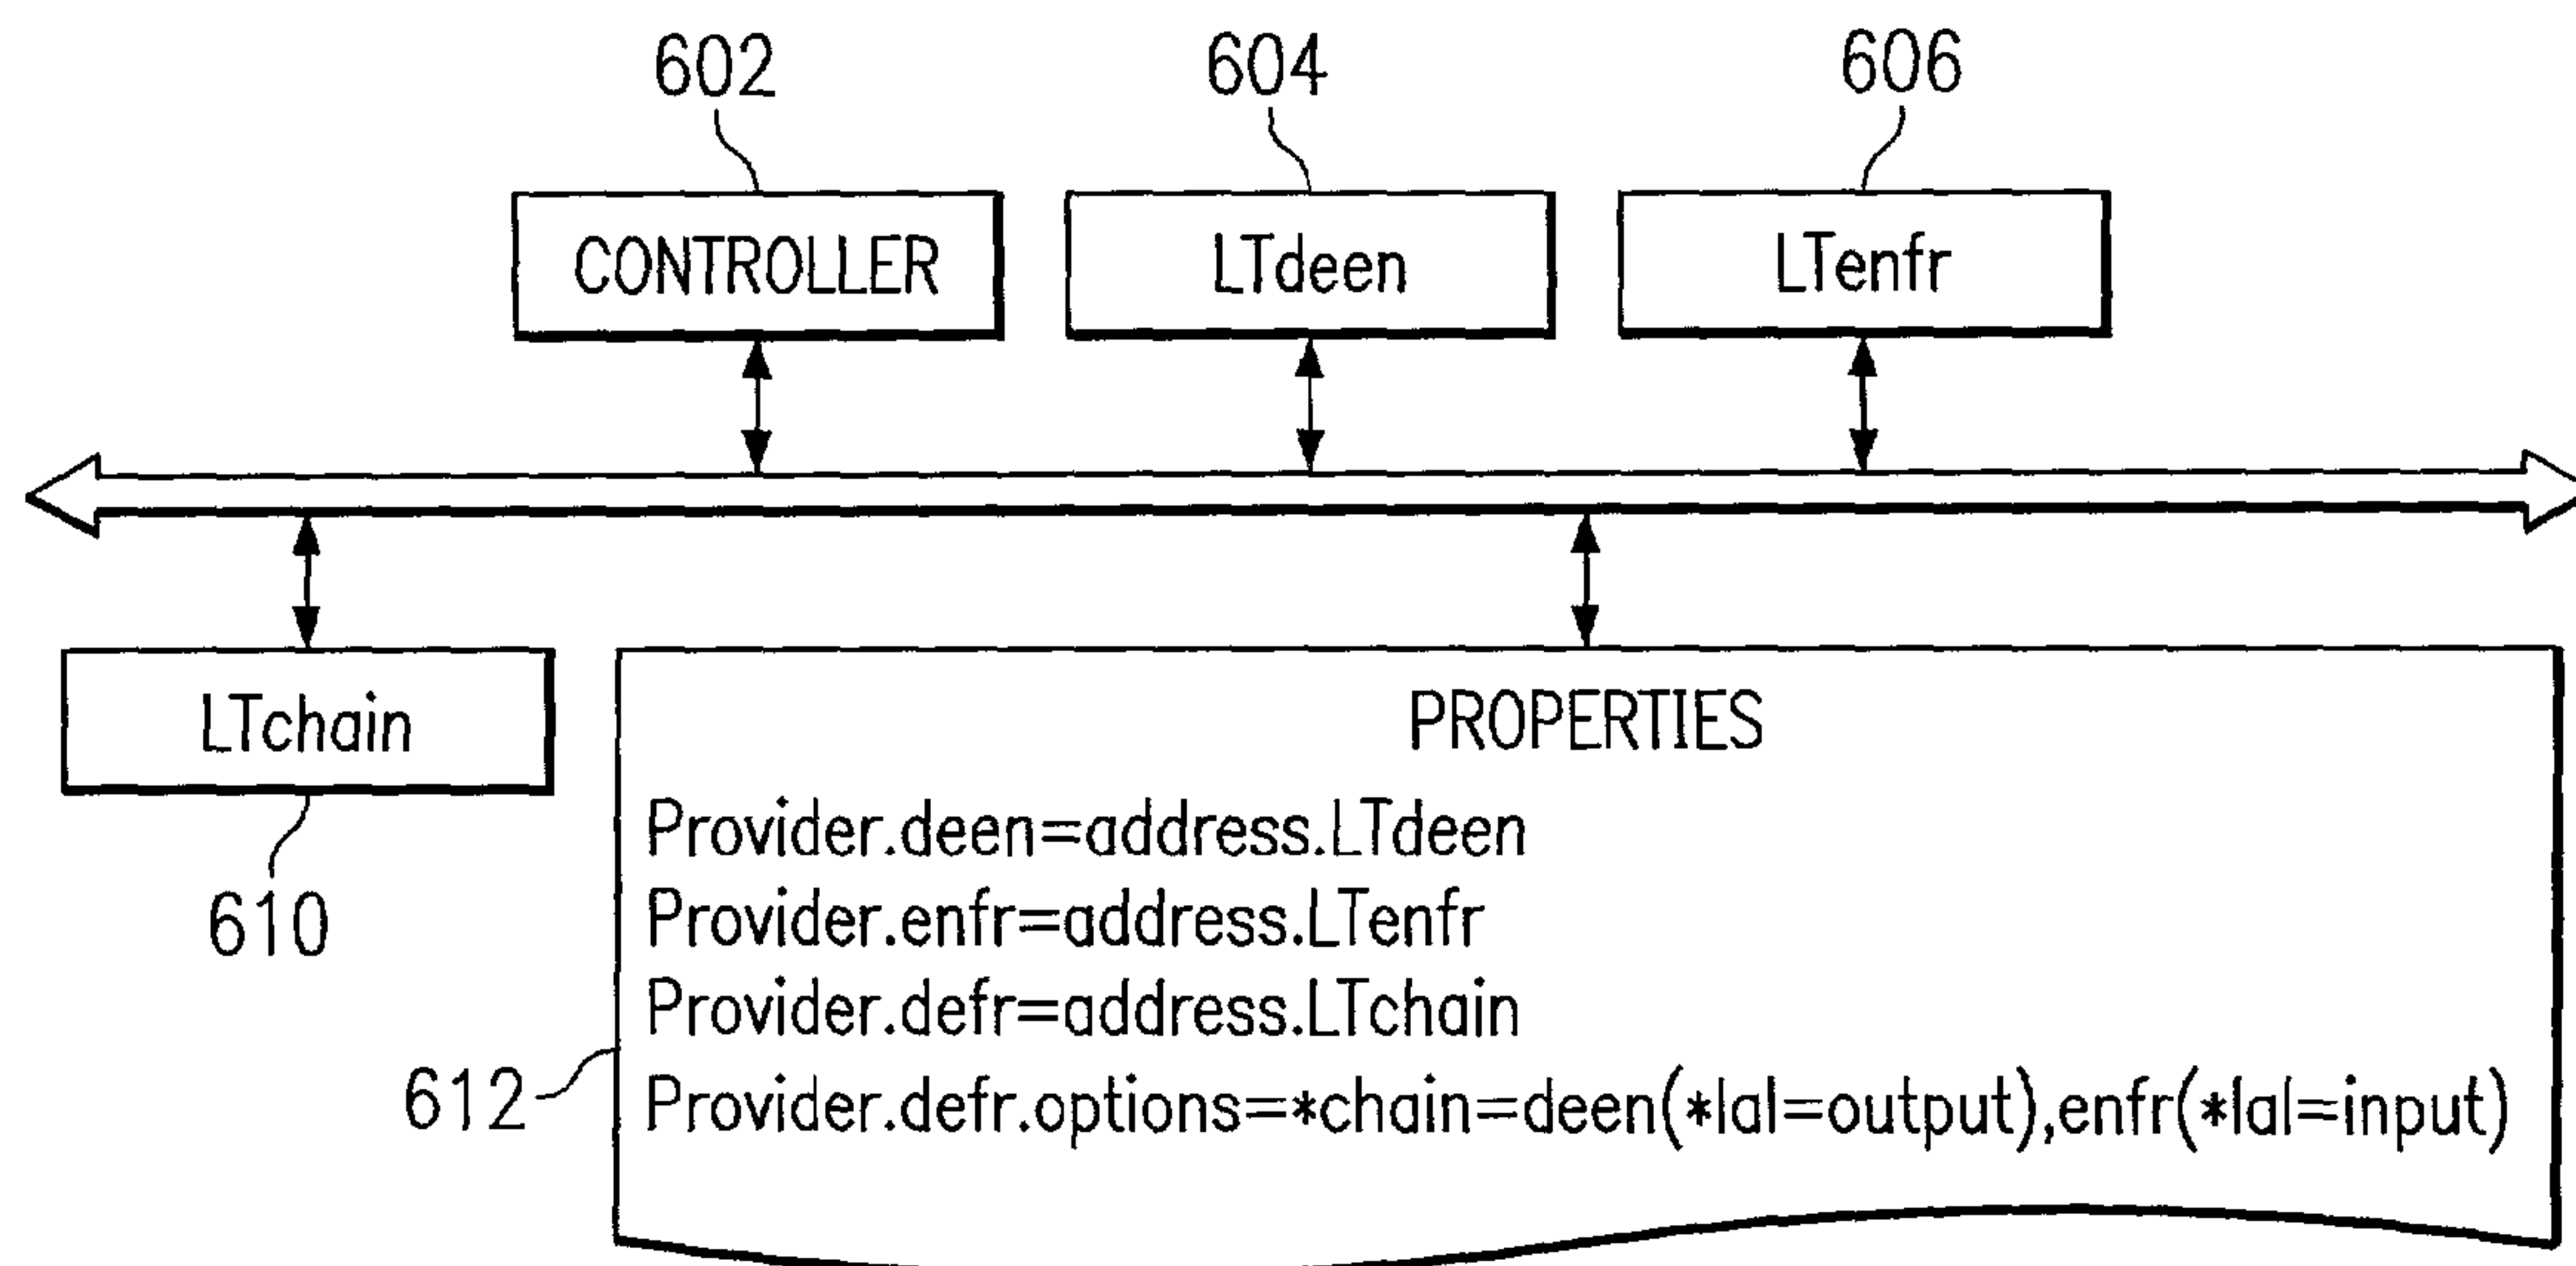 602
604
606
CONTROLLER
LTdeen
LTenfr
LTchain
610
PROPERTIES
Provider.deen=address.LTdeen
Provider.enfr=address.LTenfr
Provider.defr=address.LTchain
612
Provider.defr.options=*chain=deen(*lal=output),enfr(*lal=input)